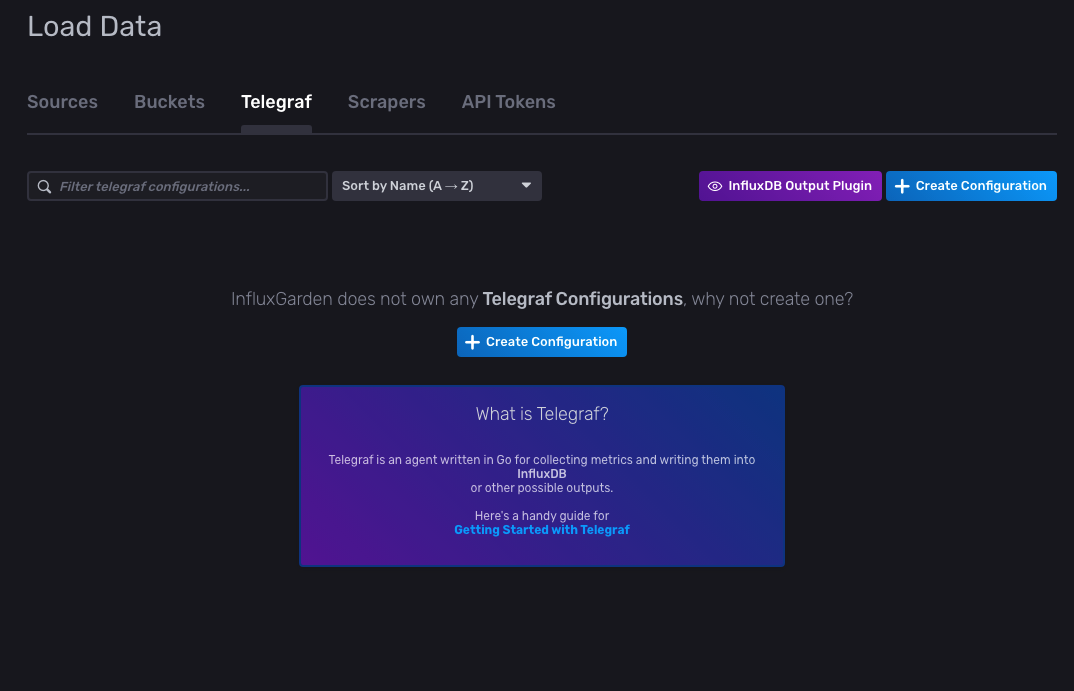 Load Data
Sources Buckets Telegraf Scrapers API Tokens
Filter telegraf configurations... Sort by Name (A → Z) InfluxDB Output Plugin Create Configuration
InfluxGarden does not own any Telegraf Configurations, why not create one?
Create Configuration
What is Telegraf?
Telegraf is an agent written in Go for collecting metrics and writing them into
InfluxDB
or other possible outputs.
Here's a handy guide for
Getting Started with Telegraf